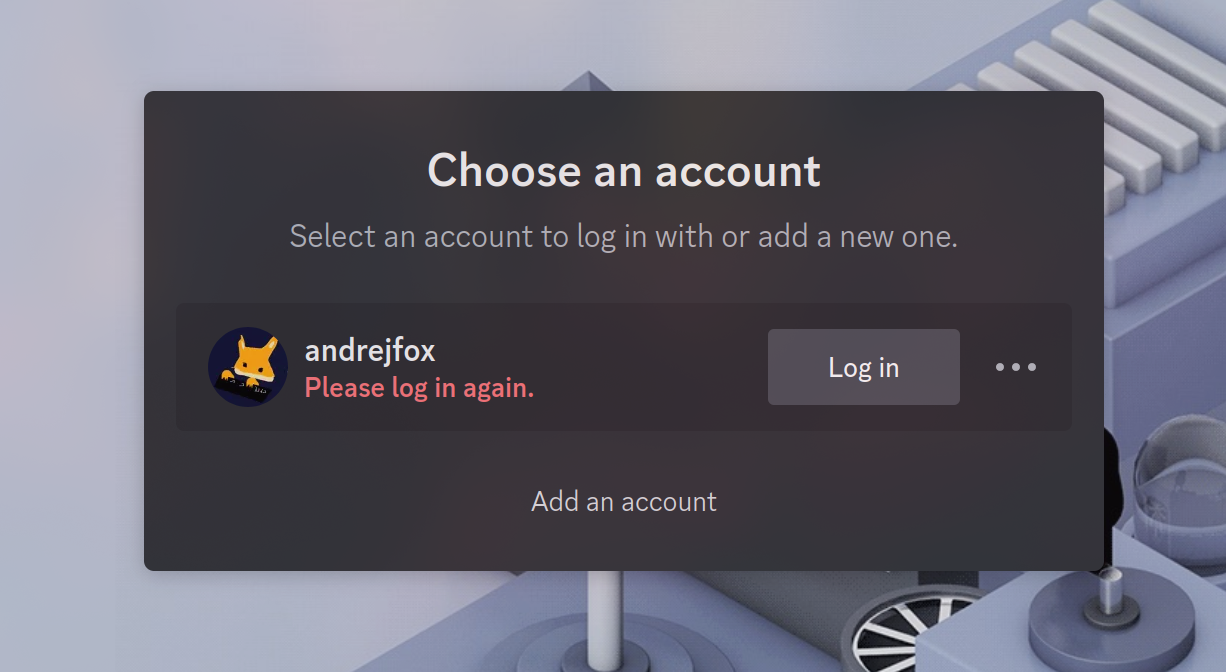 Choose an account
Select an account to log in with or add a new one.
andrejfox
Please log in again.
Log in
Add an account